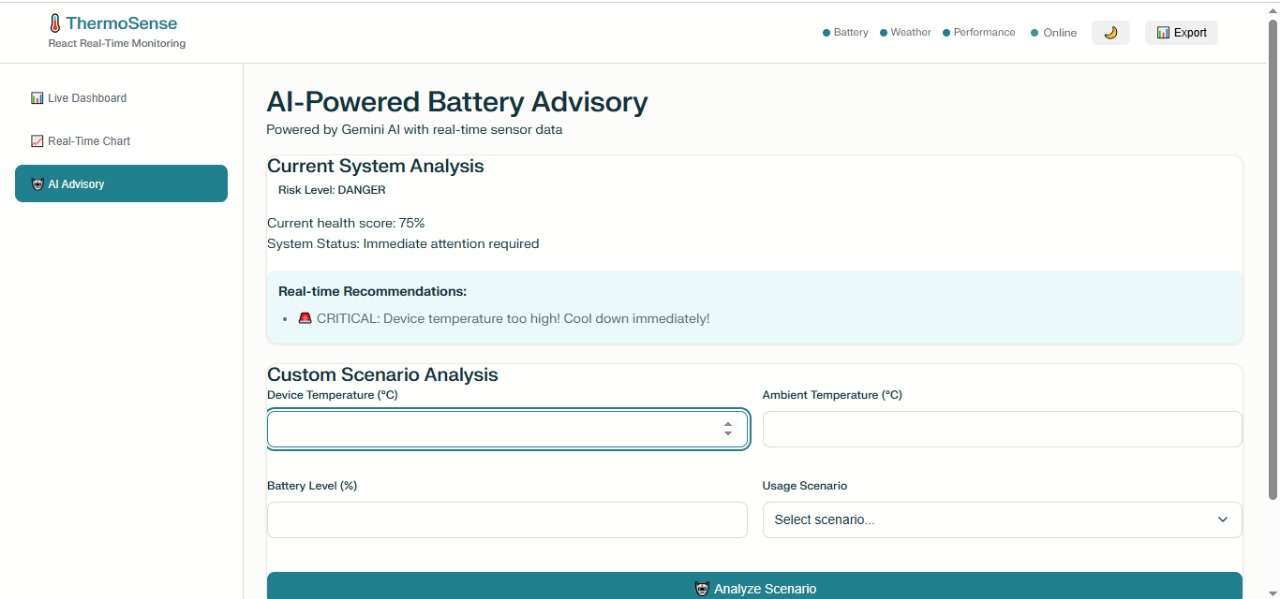 ThermoSense
React Real-Time Monitoring
Battery
Weather
Performance
Online
Export
Live Dashboard
Real-Time Chart
AI Advisory
AI-Powered Battery Advisory
Powered by Gemini AI with real-time sensor data
Current System Analysis
Risk Level: DANGER
Current health score: 75%
System Status: Immediate attention required
Real-time Recommendations:
• 🚨 CRITICAL: Device temperature too high! Cool down immediately!
Custom Scenario Analysis
Device Temperature (°C)
Ambient Temperature (°C)
Battery Level (%)
Usage Scenario
Select scenario...
Analyze Scenario